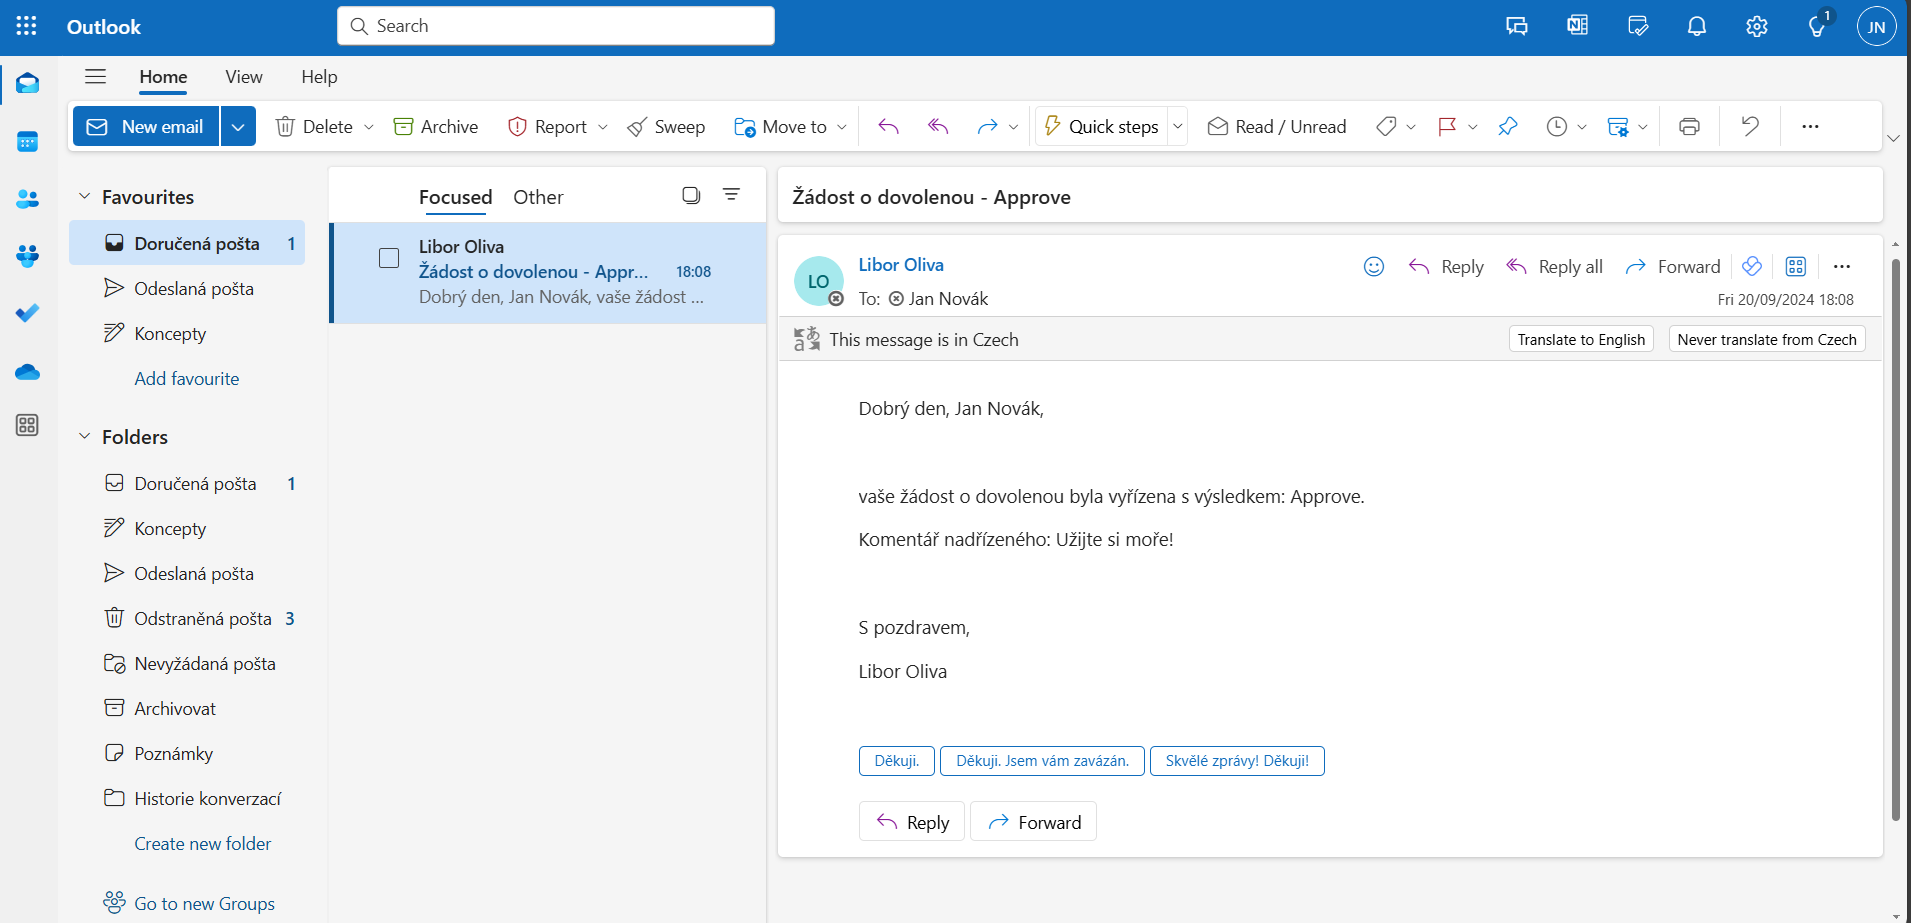 Outlook
Search
1
JN
Home View Help
New email Delete Archive Report Sweep Move to Quick steps Read / Unread
Favourites
Doručená pošta 1
Odeslaná pošta
Koncepty
Add favourite
Folders
Doručená pošta 1
Koncepty
Odeslaná pošta
Odstraněná pošta 3
Nevyžádaná pošta
Archivovat
Poznámky
Historie konverzací
Create new folder
Go to new Groups
Focused Other
Libor Oliva
Žádost o dovolenou - Appr... 18:08
Dobrý den, Jan Novák, vaše žádost ...
Žádost o dovolenou - Approve
LO
Libor Oliva
Reply Reply all Forward
To: Jan Novák
Fri 20/09/2024 18:08
This message is in Czech
Translate to English Never translate from Czech
Dobrý den, Jan Novák,
vaše žádost o dovolenou byla vyřízena s výsledkem: Approve.
Komentář nadřízeného: Užijte si moře!
S pozdravem,
Libor Oliva
Děkuji. Děkuji. Jsem vám zavázán. Skvělé zprávy! Děkuji!
Reply Forward